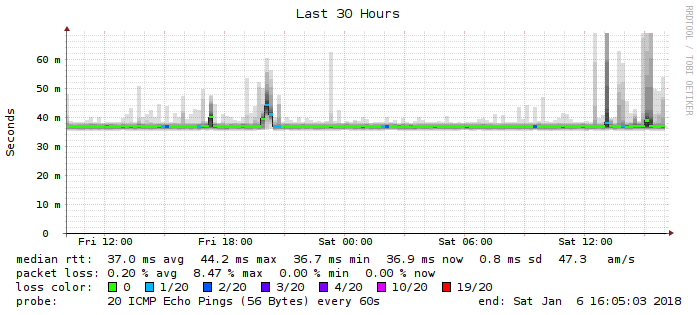 Last 30 Hours
RRDTOOL / TOBI OETIKER
Seconds
60 m
50 m
40 m
30 m
20 m
10 m
0
Fri 12:00 Fri 18:00 Sat 00:00 Sat 06:00 Sat 12:00
median rtt: 37.0 ms avg 44.2 ms max 36.7 ms min 36.9 ms now 0.8 ms sd 47.3 am/s
packet loss: 0.20 % avg 8.47 % max 0.00 % min 0.00 % now
loss color: 0 1/20 2/20 3/20 4/20 10/20 19/20
probe: 20 ICMP Echo Pings (56 Bytes) every 60s end: Sat Jan 6 16:05:03 2018